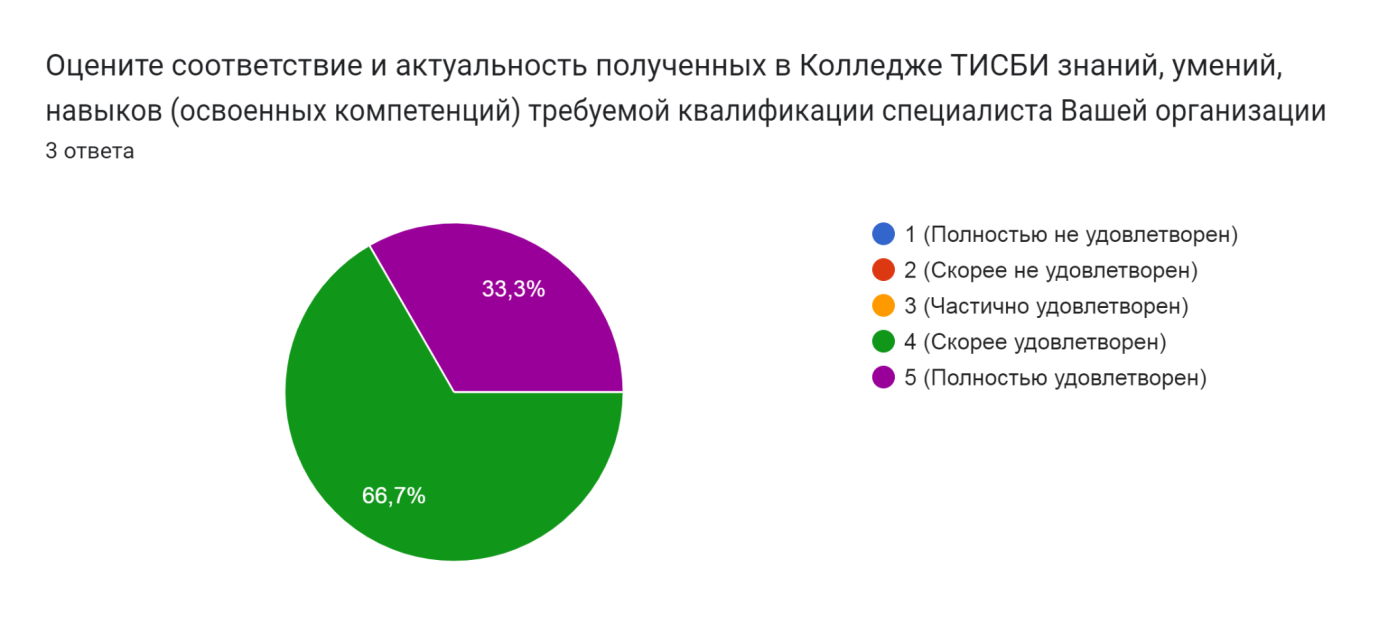 Оцените соответствие и актуальность полученных в Колледже ТИСБИ знаний, умений,
навыков (освоенных компетенций) требуемой квалификации специалиста Вашей организации
3 ответа
33,3%
66,7%
1 (Полностью не удовлетворен)
2 (Скорее не удовлетворен)
3 (Частично удовлетворен)
4 (Скорее удовлетворен)
5 (Полностью удовлетворен)